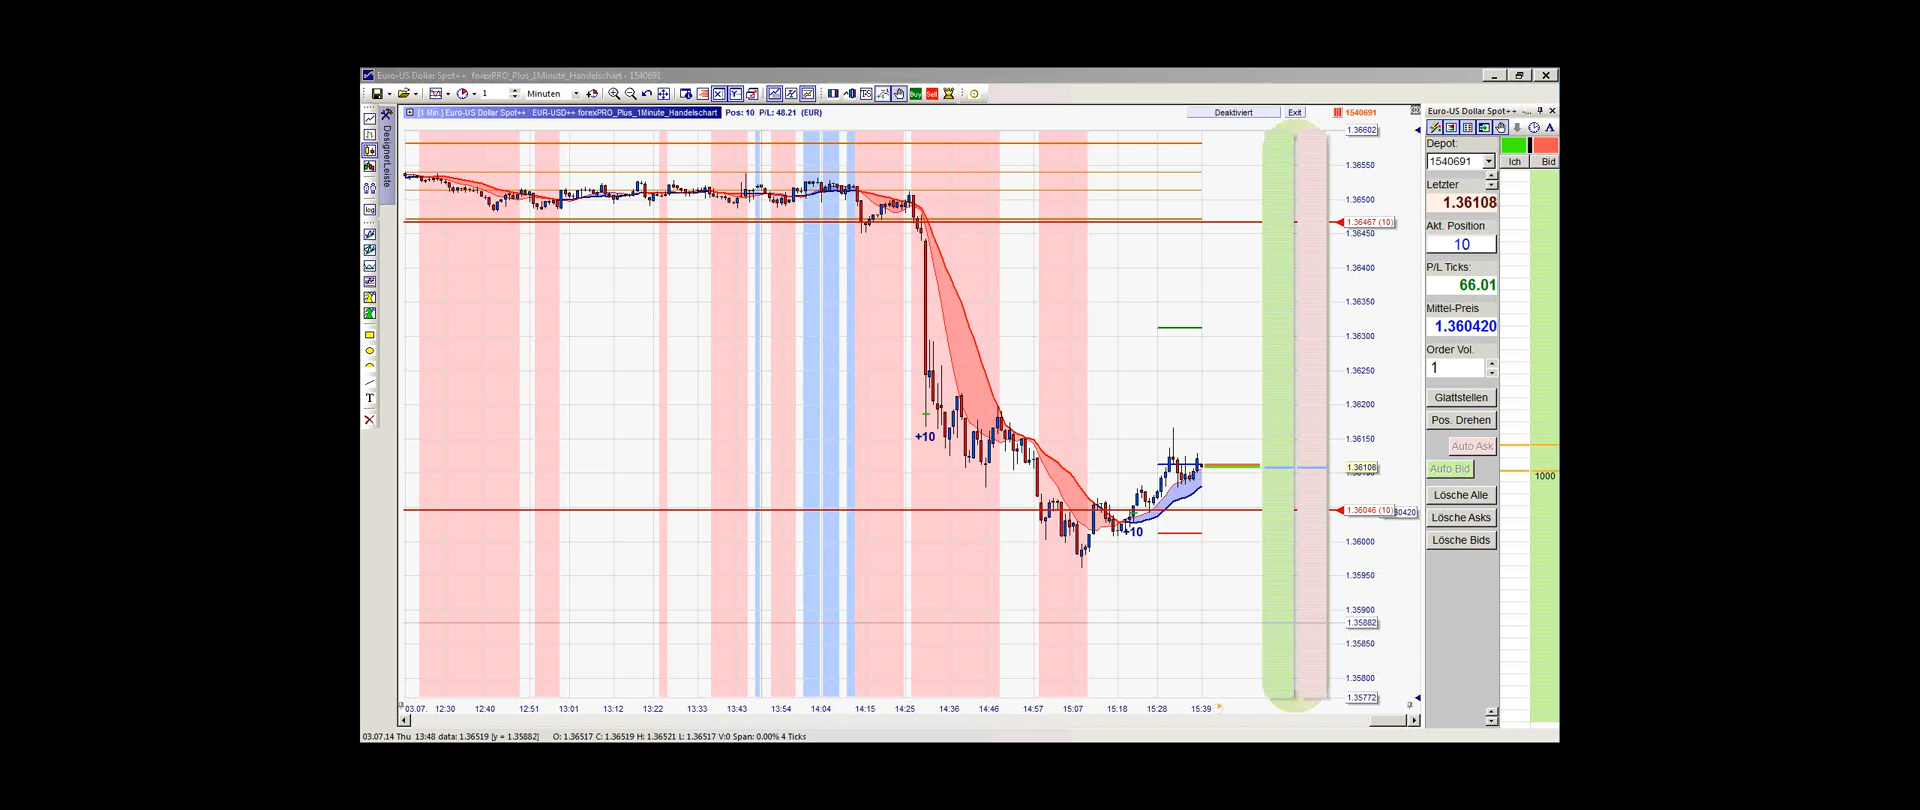 Euro-US Dollar Spot++ forexPRO_Plus_1Minute_Handelschart - 1540691
1 Minuten
Buy Sell
[1 Min] Euro-US Dollar Spot++ EUR-USD++ forexPRO_Plus_1Minute_Handelschart Pos: 10 P/L: 48.21 (EUR)
Deaktiviert Exit
1540691
DesignerLeiste
log
T
1.36602
1.36550
1.36500
1.36467 (10)
1.36450
1.36400
1.36350
1.36300
1.36250
1.36200
1.36150
1.36108
1.36046 (10)
1.36000
1.35950
1.35900
1.35882
1.35850
1.35800
1.35772
+10
+10
03.07. 12:30 12:40 12:51 13:01 13:12 13:22 13:33 13:43 13:54 14:04 14:15 14:25 14:36 14:46 14:57 15:07 15:18 15:28 15:39
03.07.14 Thu 13:48 data: 1.36519 [y = 1.35882] O: 1.36517 C: 1.36519 H: 1.36521 L: 1.36517 V:0 Span: 0.00% 4 Ticks
Euro-US Dollar Spot++ -...
A
Depot:
1540691
Ich Bid
Letzter
1.36108
Akt. Position
10
P/L Ticks:
66.01
Mittel-Preis
1.360420
Order Vol.
1
Glattstellen
Pos. Drehen
Auto Ask
Auto Bid
1000
Lösche Alle
Lösche Asks
Lösche Bids